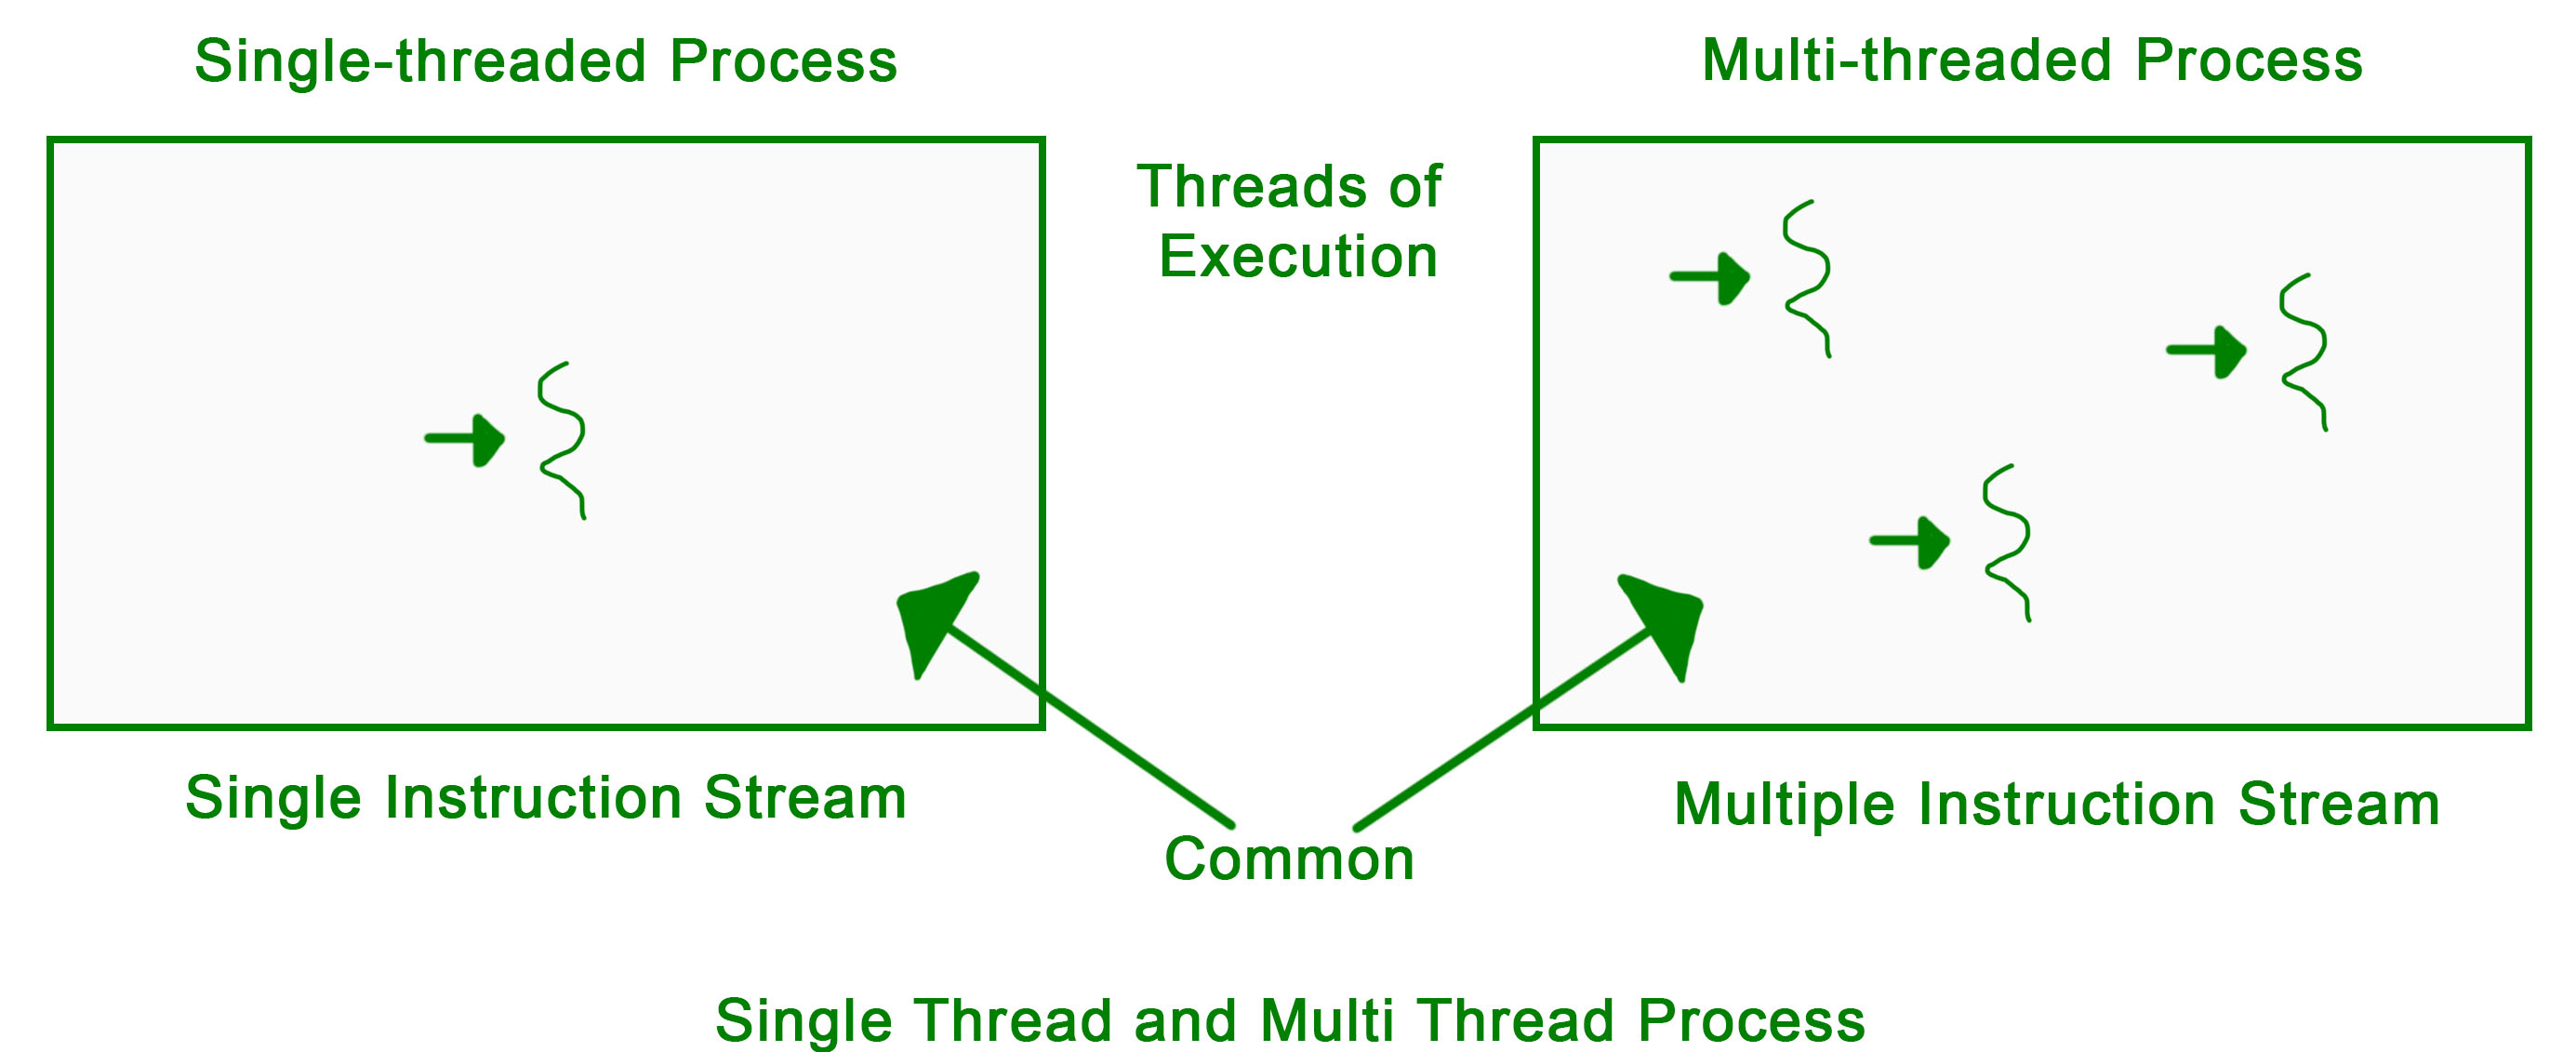 Single-threaded Process
Multi-threaded Process
Threads of
Execution
Single Instruction Stream
Multiple Instruction Stream
Common
Single Thread and Multi Thread Process